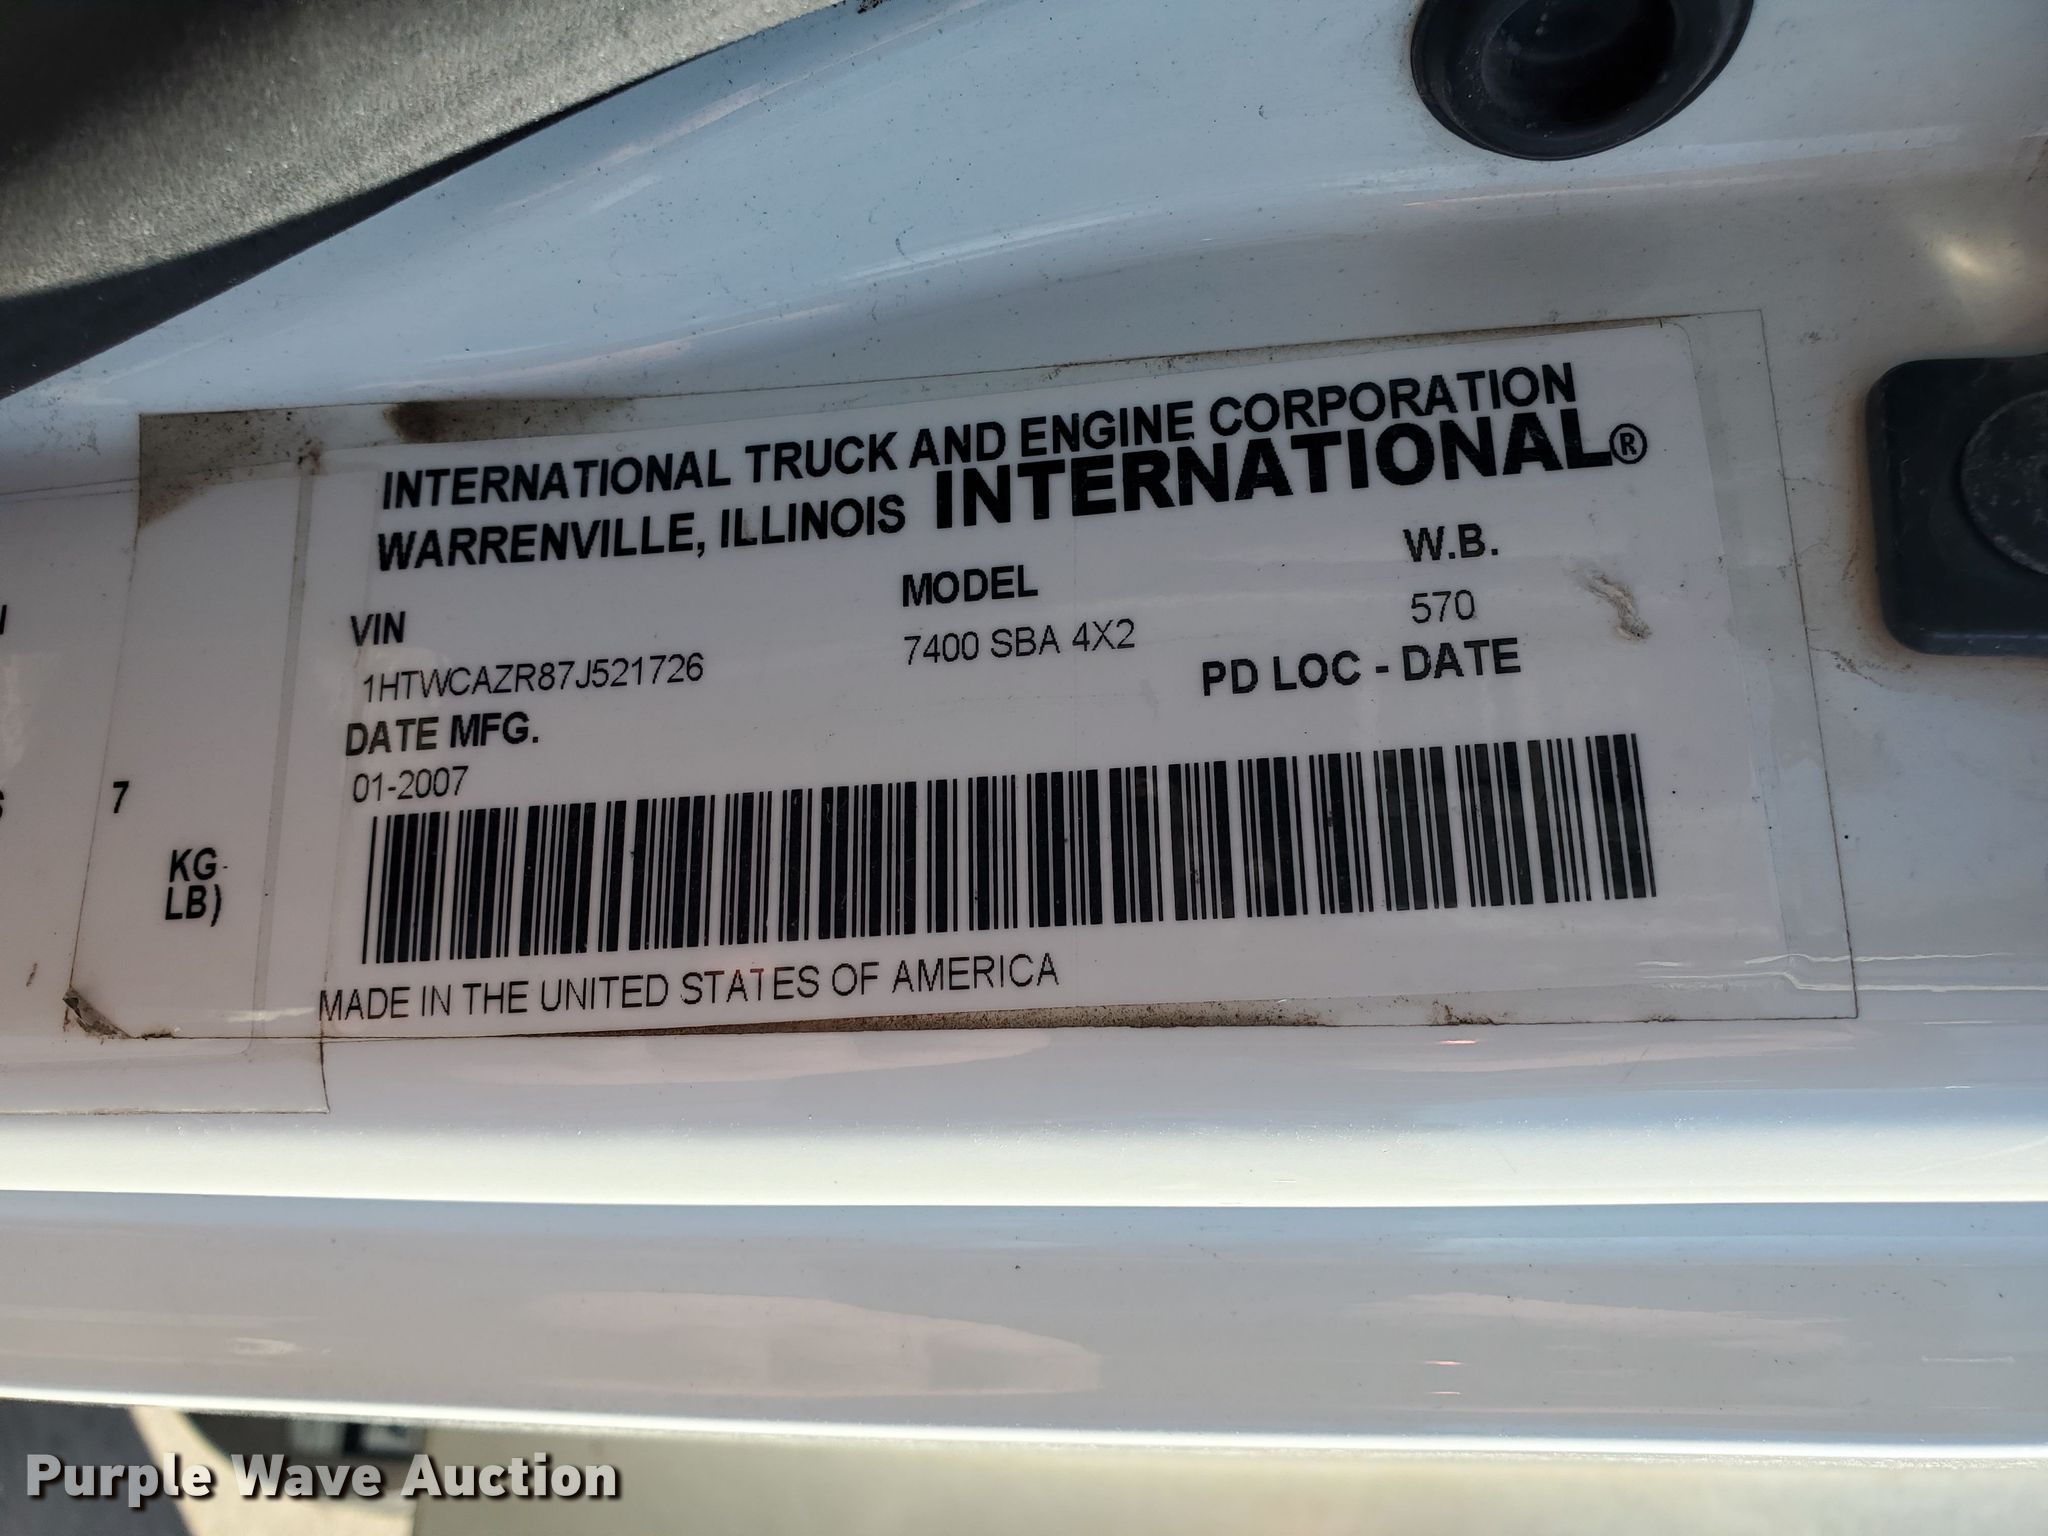 INTERNATIONAL TRUCK AND ENGINE CORPORATION
WARRENVILLE, ILLINOIS INTERNATIONAL®
VIN MODEL W.B.
1HTWCAZR87J521726 7400 SBA 4X2 570
DATE MFG. PD LOC - DATE
01-2007
7
KG
LB)
MADE IN THE UNITED STATES OF AMERICA
Purple Wave Auction